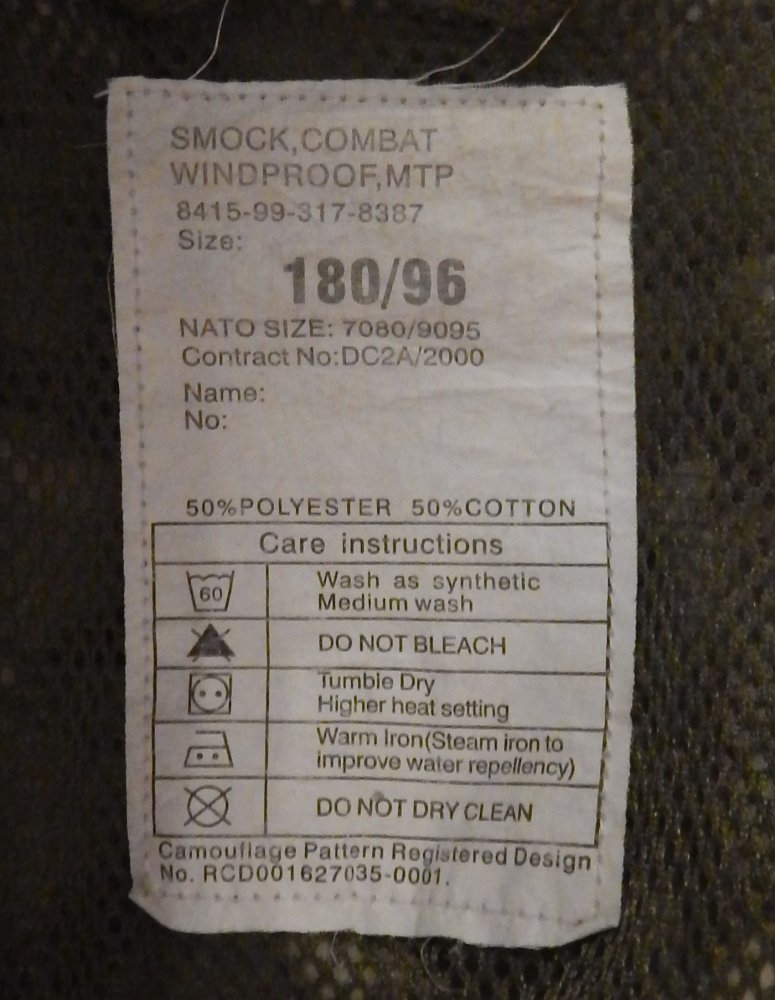 SMOCK,COMBAT
WINDPROOF,MTP
8415-99-317-8387
Size:
180/96
NATO SIZE: 7080/9095
Contract No:DC2A/2000
Name:
No:
50%POLYESTER 50%COTTON
Care instructions
60
Wash as synthetic
Medium wash
DO NOT BLEACH
Tumble Dry
Higher heat setting
Warm Iron(Steam iron to
improve water repellency)
DO NOT DRY CLEAN
Camouflage Pattern Registered Design
No. RCD001627035-0001.